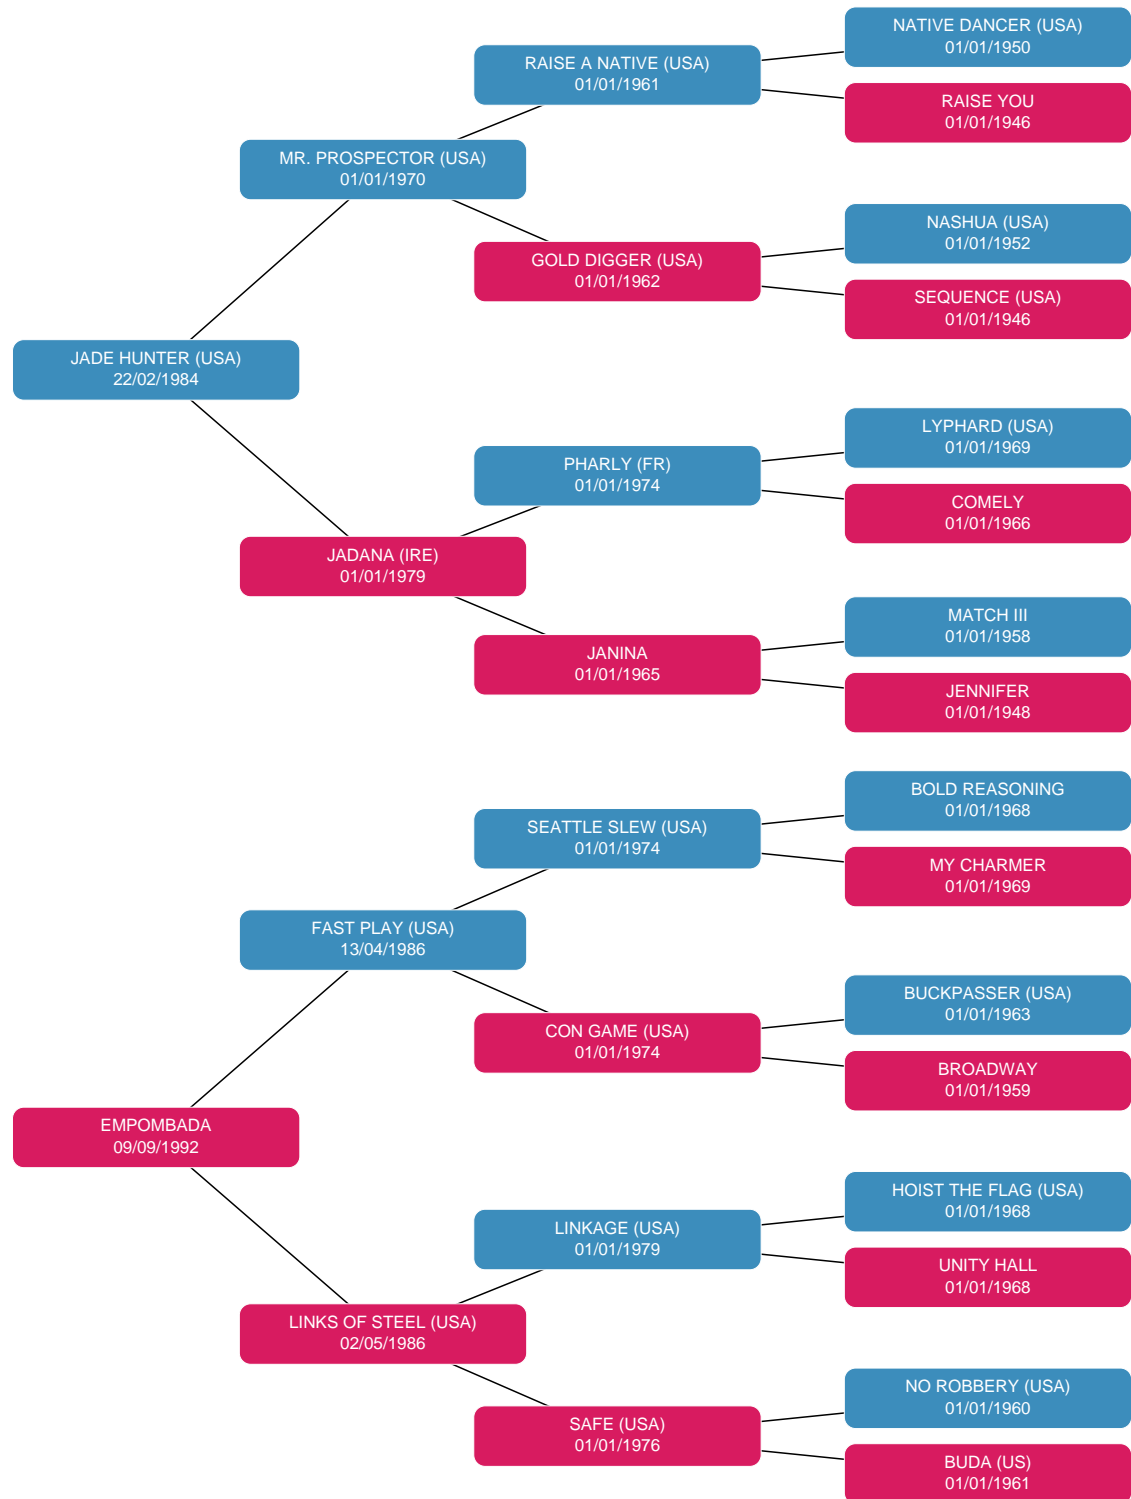 NATIVE DANCER (USA)
01/01/1950
RAISE A NATIVE (USA)
01/01/1961
RAISE YOU
01/01/1946
MR. PROSPECTOR (USA)
01/01/1970
NASHUA (USA)
01/01/1952
GOLD DIGGER (USA)
01/01/1962
SEQUENCE (USA)
01/01/1946
JADE HUNTER (USA)
22/02/1984
LYPHARD (USA)
01/01/1969
PHARLY (FR)
01/01/1974
COMELY
01/01/1966
JADANA (IRE)
01/01/1979
MATCH III
01/01/1958
JANINA
01/01/1965
JENNIFER
01/01/1948
BOLD REASONING
01/01/1968
SEATTLE SLEW (USA)
01/01/1974
MY CHARMER
01/01/1969
FAST PLAY (USA)
13/04/1986
BUCKPASSER (USA)
01/01/1963
CON GAME (USA)
01/01/1974
BROADWAY
01/01/1959
EMPOMBADA
09/09/1992
HOIST THE FLAG (USA)
01/01/1968
LINKAGE (USA)
01/01/1979
UNITY HALL
01/01/1968
LINKS OF STEEL (USA)
02/05/1986
NO ROBBERY (USA)
01/01/1960
SAFE (USA)
01/01/1976
BUDA (US)
01/01/1961